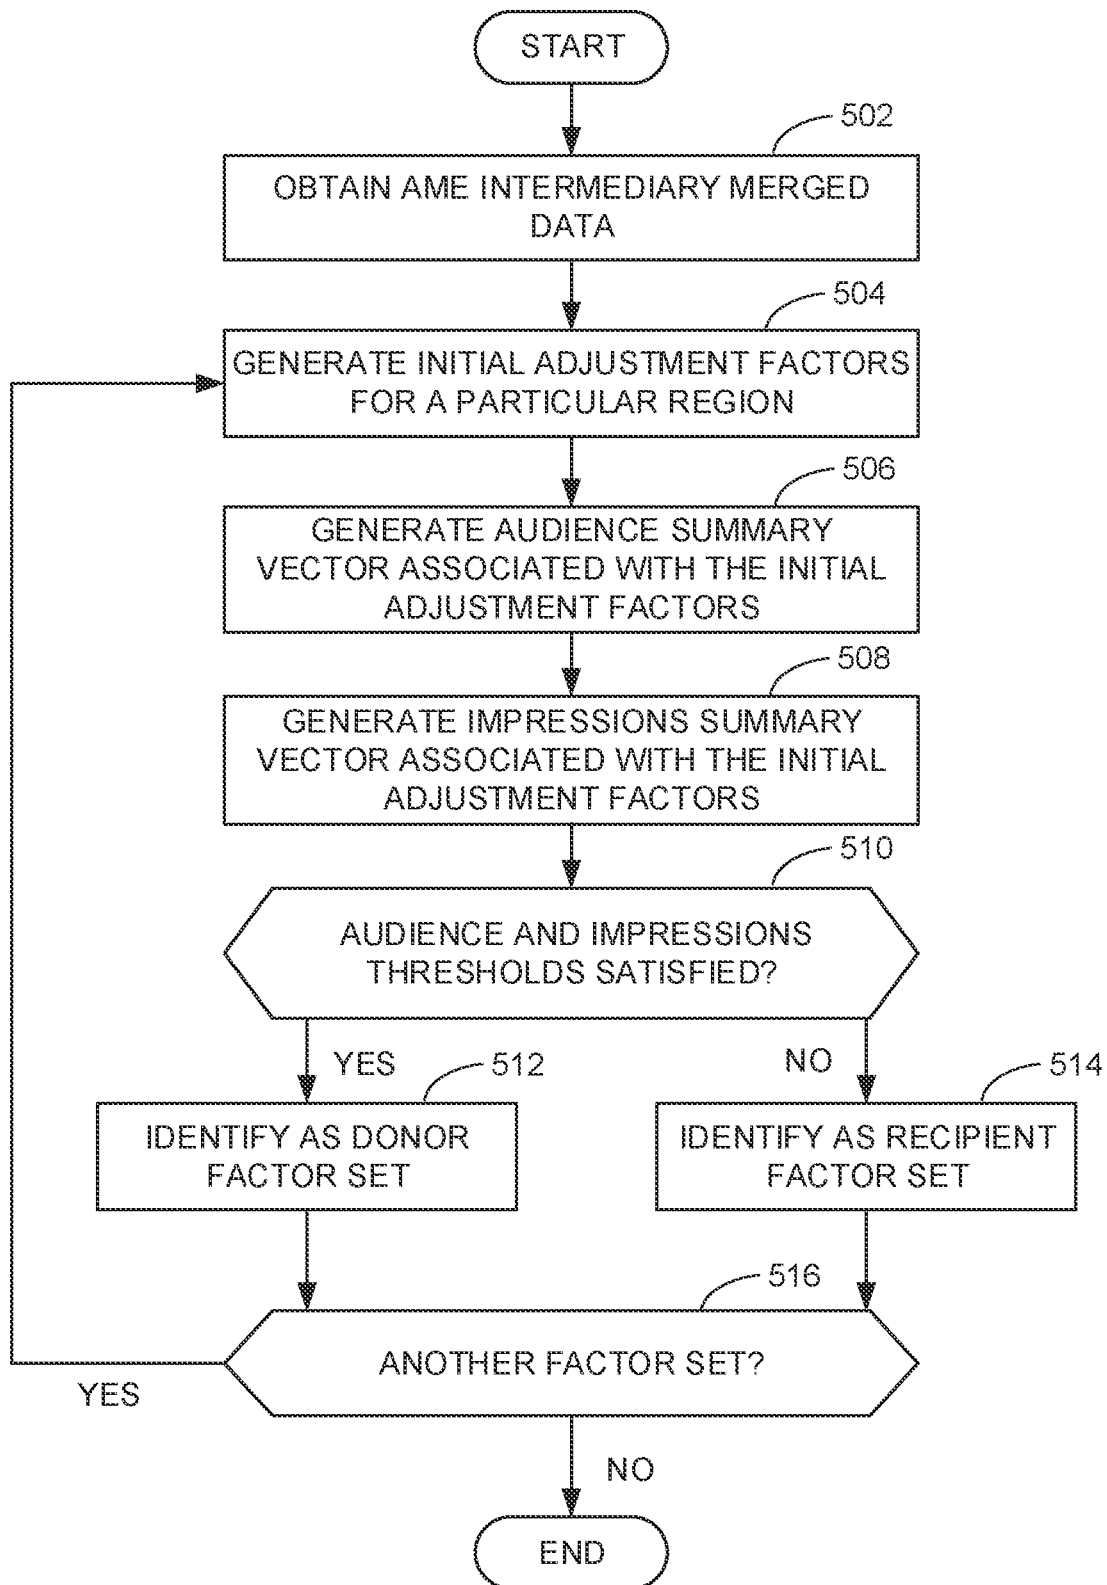 START
502
OBTAIN AME INTERMEDIARY MERGED
DATA
504
GENERATE INITIAL ADJUSTMENT FACTORS
FOR A PARTICULAR REGION
506
GENERATE AUDIENCE SUMMARY
VECTOR ASSOCIATED WITH THE INITIAL
ADJUSTMENT FACTORS
508
GENERATE IMPRESSIONS SUMMARY
VECTOR ASSOCIATED WITH THE INITIAL
ADJUSTMENT FACTORS
510
AUDIENCE AND IMPRESSIONS
THRESHOLDS SATISFIED?
YES
512
NO
514
IDENTIFY AS DONOR
FACTOR SET
IDENTIFY AS RECIPIENT
FACTOR SET
516
ANOTHER FACTOR SET?
YES
NO
END